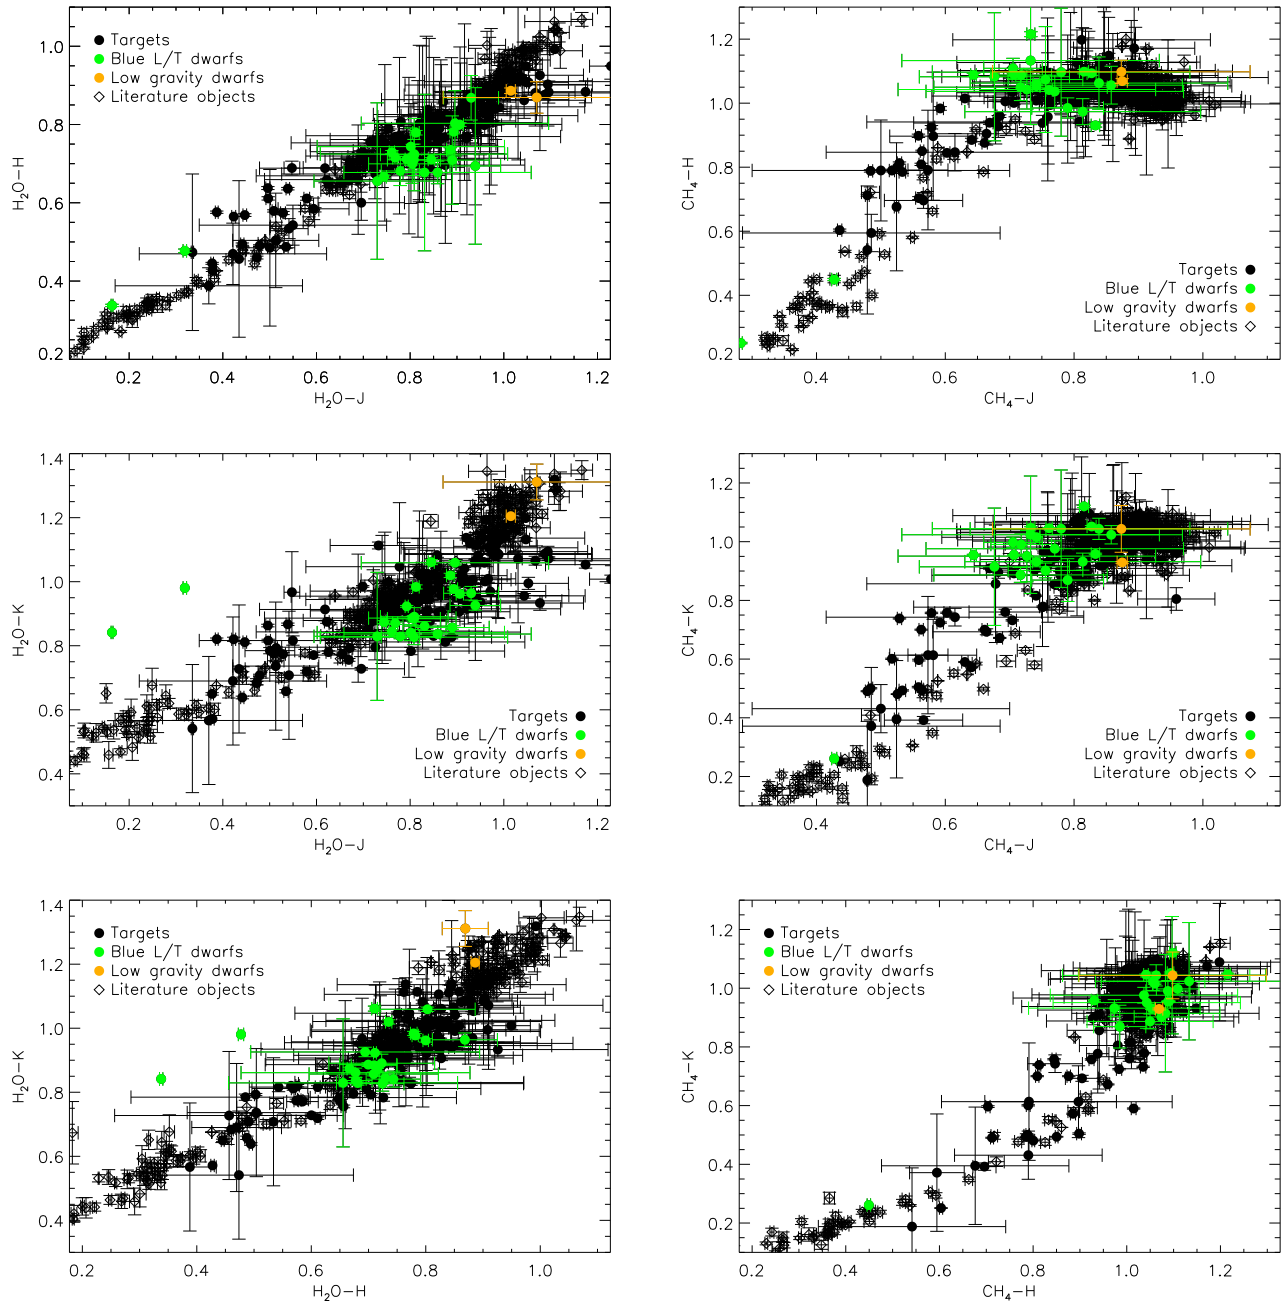 1.0
0.8
0.6
0.4
0.2
H2O−H
Targets
Blue L/T dwarfs
Low gravity dwarfs
Literature objects
0.2 0.4 0.6 0.8 1.0 1.2
H2O−J
1.2
1.0
0.8
0.6
0.4
0.2
CH4−H
Targets
Blue L/T dwarfs
Low gravity dwarfs
Literature objects
0.4 0.6 0.8 1.0
CH4−J
1.4
1.2
1.0
0.8
0.6
0.4
H2O−K
Targets
Blue L/T dwarfs
Low gravity dwarfs
Literature objects
0.2 0.4 0.6 0.8 1.0 1.2
H2O−J
1.2
1.0
0.8
0.6
0.4
0.2
CH4−K
Targets
Blue L/T dwarfs
Low gravity dwarfs
Literature objects
0.4 0.6 0.8 1.0
CH4−J
1.4
1.2
1.0
0.8
0.6
0.4
H2O−K
Targets
Blue L/T dwarfs
Low gravity dwarfs
Literature objects
0.2 0.4 0.6 0.8 1.0
H2O−H
1.2
1.0
0.8
0.6
0.4
0.2
CH4−K
Targets
Blue L/T dwarfs
Low gravity dwarfs
Literature objects
0.2 0.4 0.6 0.8 1.0 1.2
CH4−H